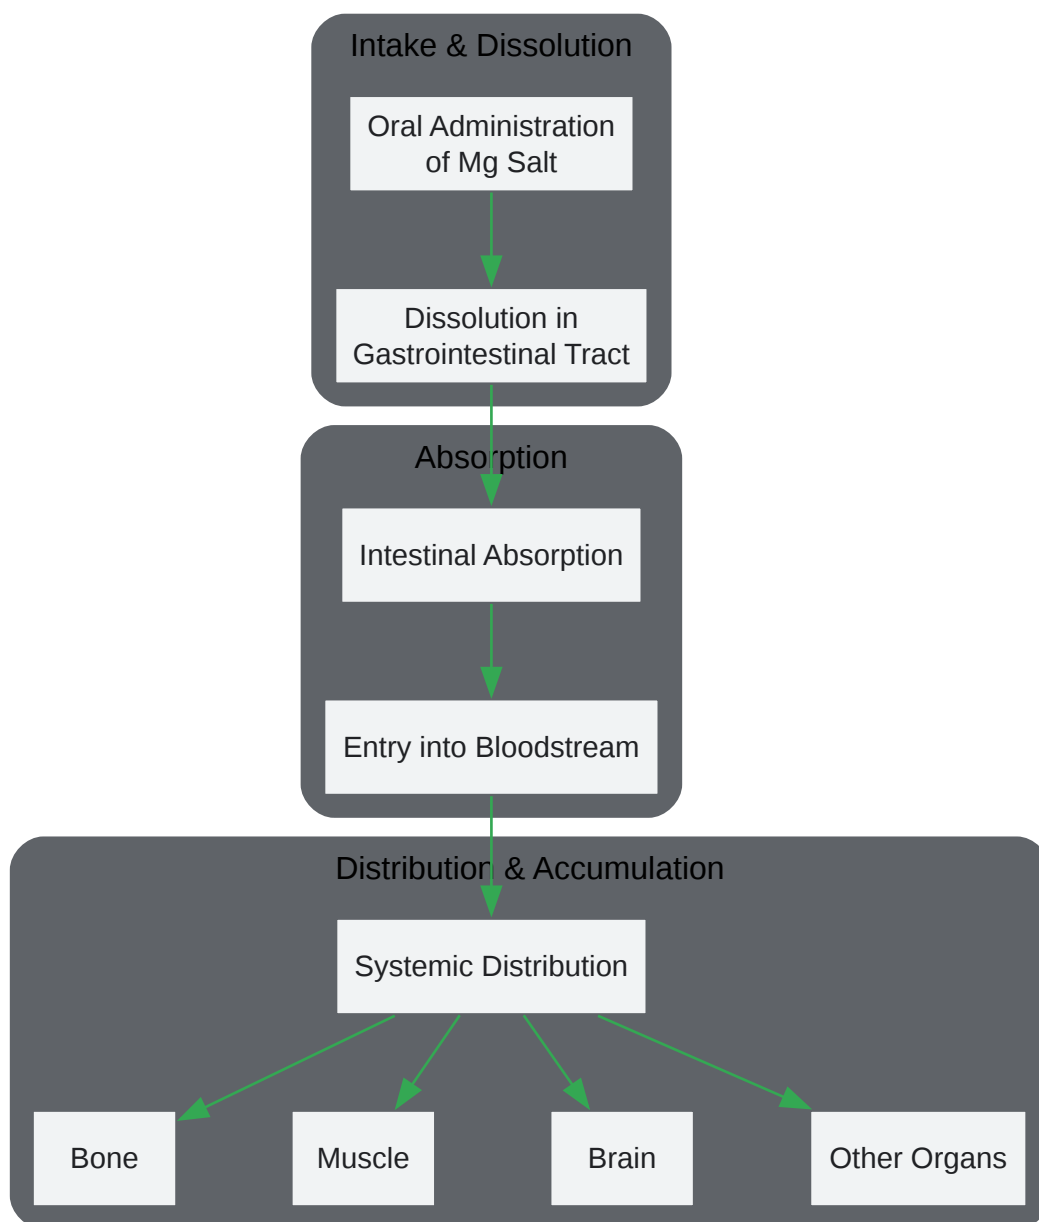 Intake & Dissolution
Oral Administration
of Mg Salt
Dissolution in
Gastrointestinal Tract
Absorption
Intestinal Absorption
Entry into Bloodstream
Distribution & Accumulation
Systemic Distribution
Bone
Muscle
Brain
Other Organs